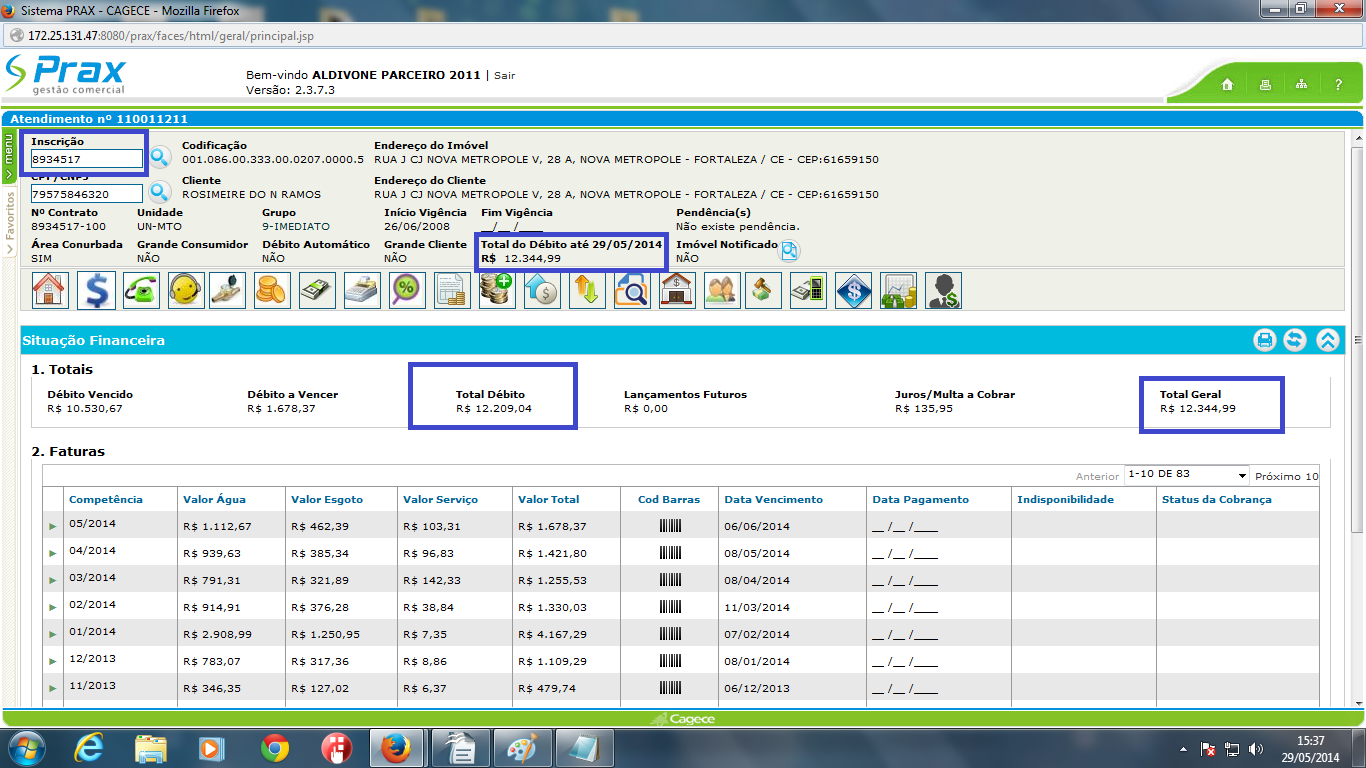 Sistema PRAX - CAGECE - Mozilla Firefox
172.25.131.47:8080/prax/faces/html/geral/principal.jsp
Prax
gestão comercial
Bem-vindo ALDIVONE PARCEIRO 2011 | Sair
Versão: 2.3.7.3
?
Atendimento nº 110011211
menu
Favoritos
Inscrição Codificação Endereço do Imóvel
8934517 001.086.00.333.00.0207.0000.5 RUA J CJ NOVA METROPOLE V, 28 A, NOVA METROPOLE - FORTALEZA / CE - CEP:61659150
CPF/CNPJ Cliente Endereço do Cliente
79575846320 ROSIMEIRE DO N RAMOS RUA J CJ NOVA METROPOLE V, 28 A, NOVA METROPOLE - FORTALEZA / CE - CEP:61659150
Nº Contrato Unidade Grupo Início Vigência Fim Vigência Pendência(s)
8934517-100 UN-MTO 9-IMEDIATO 26/06/2008 __/__ /____ Não existe pendência.
Área Conurbada Grande Consumidor Débito Automático Grande Cliente Total do Débito até 29/05/2014 Imóvel Notificado
SIM NÃO NÃO NÃO R$ 12.344,99 NÃO
Situação Financeira
1. Totais
Débito Vencido Débito a Vencer Total Débito Lançamentos Futuros Juros/Multa a Cobrar Total Geral
R$ 10.530,67 R$ 1.678,37 R$ 12.209,04 R$ 0,00 R$ 135,95 R$ 12.344,99
2. Faturas
Anterior 1-10 DE 83 Próximo 10
Competência Valor Água Valor Esgoto Valor Serviço Valor Total Cod Barras Data Vencimento Data Pagamento Indisponibilidade Status da Cobrança
05/2014 R$ 1.112,67 R$ 462,39 R$ 103,31 R$ 1.678,37 06/06/2014 __ /__ /____
04/2014 R$ 939,63 R$ 385,34 R$ 96,83 R$ 1.421,80 08/05/2014 __ /__ /____
03/2014 R$ 791,31 R$ 321,89 R$ 142,33 R$ 1.255,53 08/04/2014 __ /__ /____
02/2014 R$ 914,91 R$ 376,28 R$ 38,84 R$ 1.330,03 11/03/2014 __ /__ /____
01/2014 R$ 2.908,99 R$ 1.250,95 R$ 7,35 R$ 4.167,29 07/02/2014 __ /__ /____
12/2013 R$ 783,07 R$ 317,36 R$ 8,86 R$ 1.109,29 08/01/2014 __ /__ /____
11/2013 R$ 346,35 R$ 127,02 R$ 6,37 R$ 479,74 06/12/2013 __ /__ /____
Cagece
15:37
29/05/2014